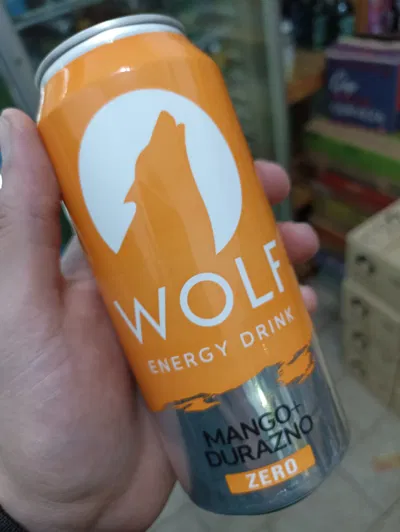 WOLF
ENERGY DRINK
MANGO+
DURAZNO
ZERO